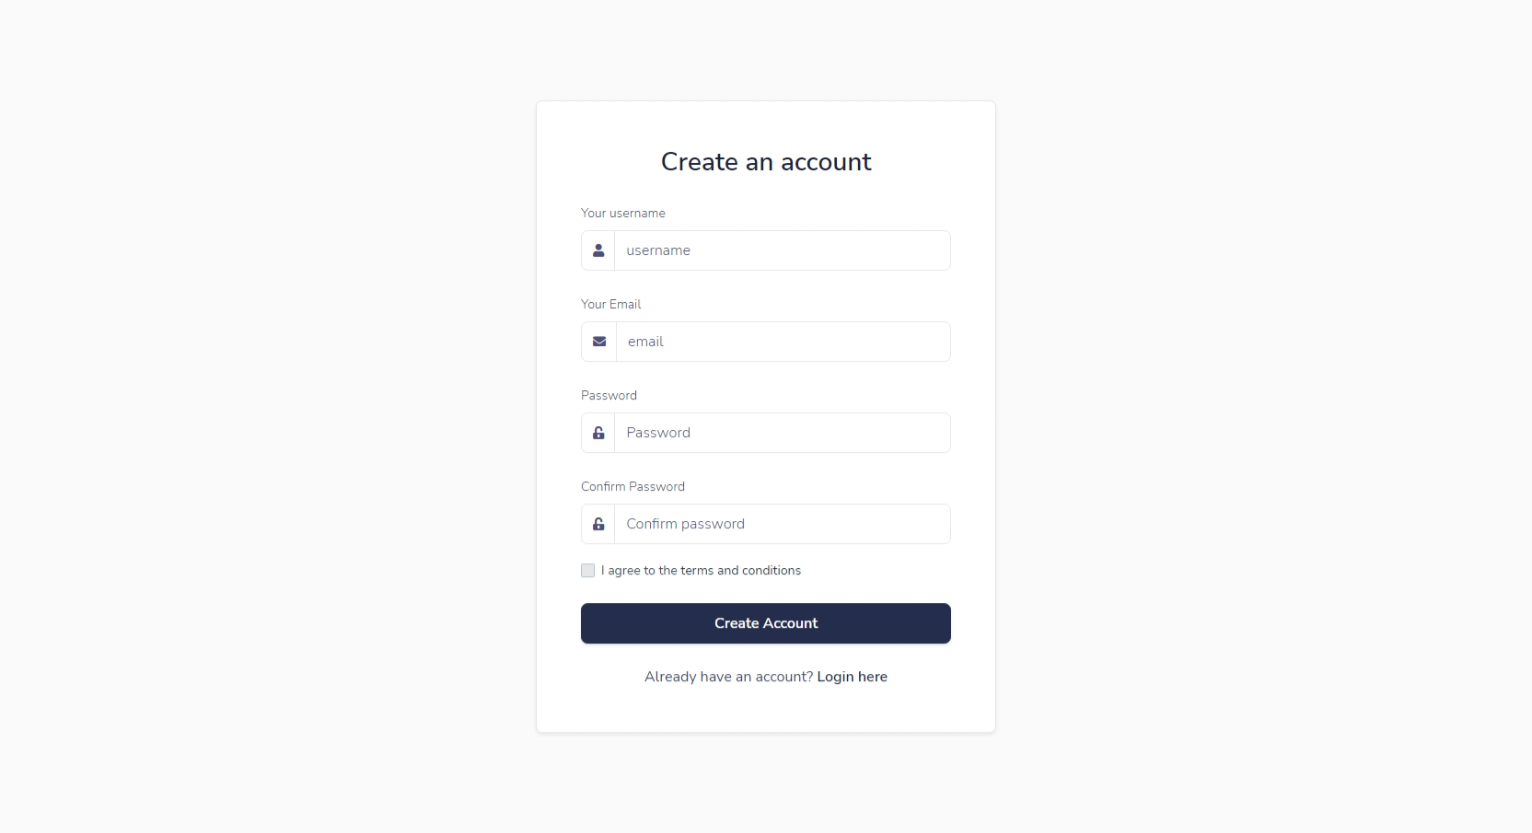 Create an account
Your username
username
Your Email
email
Password
Password
Confirm Password
Confirm password
I agree to the terms and conditions
Create Account
Already have an account? Login here